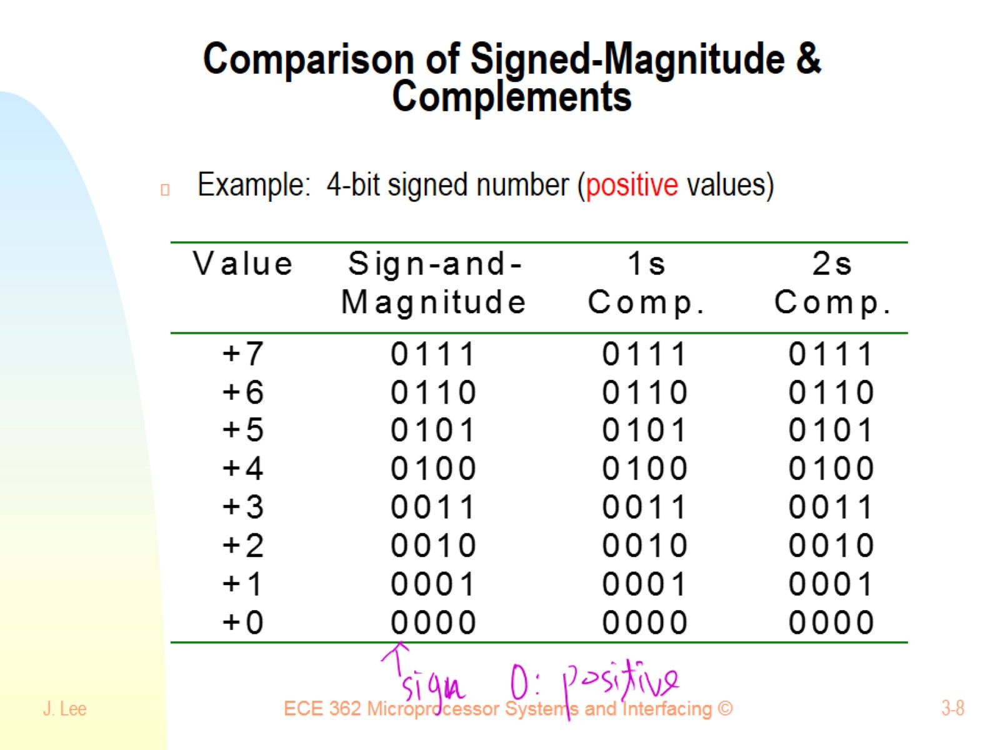 Comparison of Signed-Magnitude &
Complements
Example: 4-bit signed number (positive values)
Value Sign-and-Magnitude 1s Comp. 2s Comp.
+7 0111 0111 0111
+6 0110 0110 0110
+5 0101 0101 0101
+4 0100 0100 0100
+3 0011 0011 0011
+2 0010 0010 0010
+1 0001 0001 0001
+0 0000 0000 0000
sign 0: positive
J. Lee ECE 362 Microprocessor Systems and Interfacing © 3-8